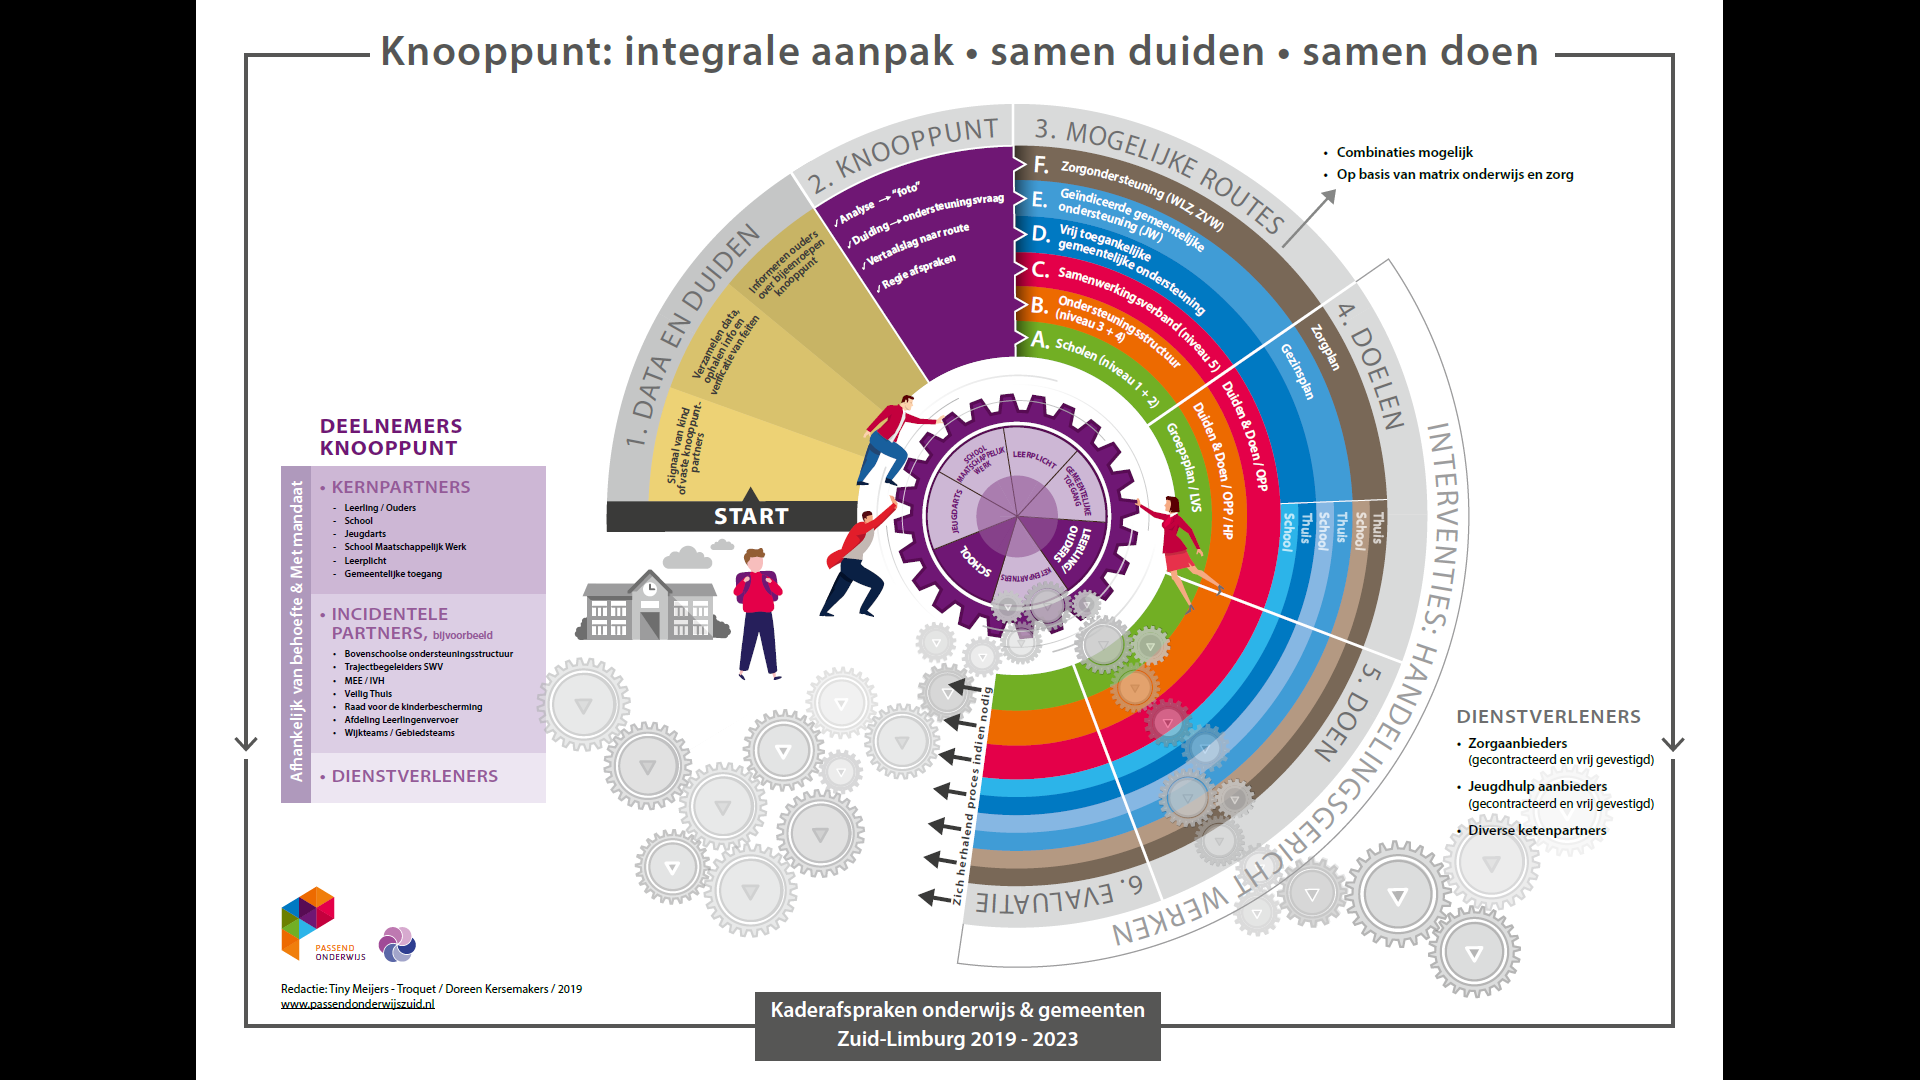 Knooppunt: integrale aanpak • samen duiden • samen doen
1. DATA EN DUIDEN
Signaal van kind
of vaste knooppunt-
partners
Verzamelen data,
ophalen info en
verificatie van feiten
Informeren ouders
over bijeenroepen
knooppunt
START
2. KNOOPPUNT
✓ Analyse → "foto"
✓ Duiding → ondersteuningsvraag
✓ Vertaalslag naar route
✓ Regie afspraken
3. MOGELIJKE ROUTES
F. Zorgondersteuning (WLZ, ZVW)
E. Geïndiceerde gemeentelijke
ondersteuning (JW)
D. Vrij toegankelijke
gemeentelijke ondersteuning
C. Samenwerkingsverband (niveau 5)
B. Ondersteuningsstructuur
(niveau 3 + 4)
A. Scholen (niveau 1 + 2)
• Combinaties mogelijk
• Op basis van matrix onderwijs en zorg
4. DOELEN
Zorgplan
Gezinsplan
Duiden & Doen / OPP
Duiden & Doen / OPP / HP
Groepsplan / LVS
School
Thuis
School
Thuis
School
Thuis
INTERVENTIES: HANDELINGSGERICHT WERKEN
5. DOEN
6. EVALUATIE
Zich herhalend proces indien nodig
SCHOOL
MAATSCHAPPELIJK
WERK
LEERPLICHT
GEMEENTELIJKE
TOEGANG
LEERLING/
OUDERS
KETENPARTNERS
SCHOOL
JEUGDARTS
DEELNEMERS
KNOOPPUNT
Afhankelijk van behoefte & Met mandaat
• KERNPARTNERS
- Leerling / Ouders
- School
- Jeugdarts
- School Maatschappelijk Werk
- Leerplicht
- Gemeentelijke toegang
• INCIDENTELE
PARTNERS, bijvoorbeeld
• Bovenschoolse ondersteuningsstructuur
• Trajectbegeleiders SWV
• MEE / IVH
• Veilig Thuis
• Raad voor de kinderbescherming
• Afdeling Leerlingenvervoer
• Wijkteams / Gebiedsteams
• DIENSTVERLENERS
DIENSTVERLENERS
• Zorgaanbieders
(gecontracteerd en vrij gevestigd)
• Jeugdhulp aanbieders
(gecontracteerd en vrij gevestigd)
• Diverse ketenpartners
PASSEND
ONDERWIJS
Redactie: Tiny Meijers - Troquet / Doreen Kersemakers / 2019
www.passendonderwijszuid.nl
Kaderafspraken onderwijs & gemeenten
Zuid-Limburg 2019 - 2023